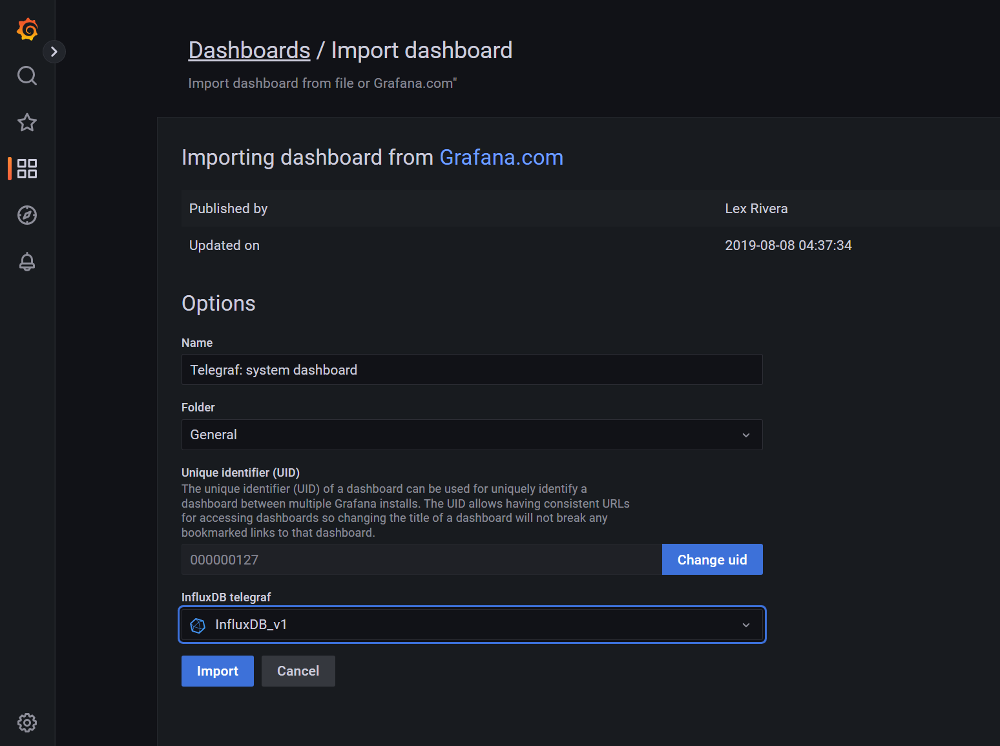 Dashboards / Import dashboard
Import dashboard from file or Grafana.com"
Importing dashboard from Grafana.com
Published by Lex Rivera
Updated on 2019-08-08 04:37:34
Options
Name
Telegraf: system dashboard
Folder
General
Unique identifier (UID)
The unique identifier (UID) of a dashboard can be used for uniquely identify a
dashboard between multiple Grafana installs. The UID allows having consistent URLs
for accessing dashboards so changing the title of a dashboard will not break any
bookmarked links to that dashboard.
000000127 Change uid
InfluxDB telegraf
InfluxDB_v1
Import Cancel